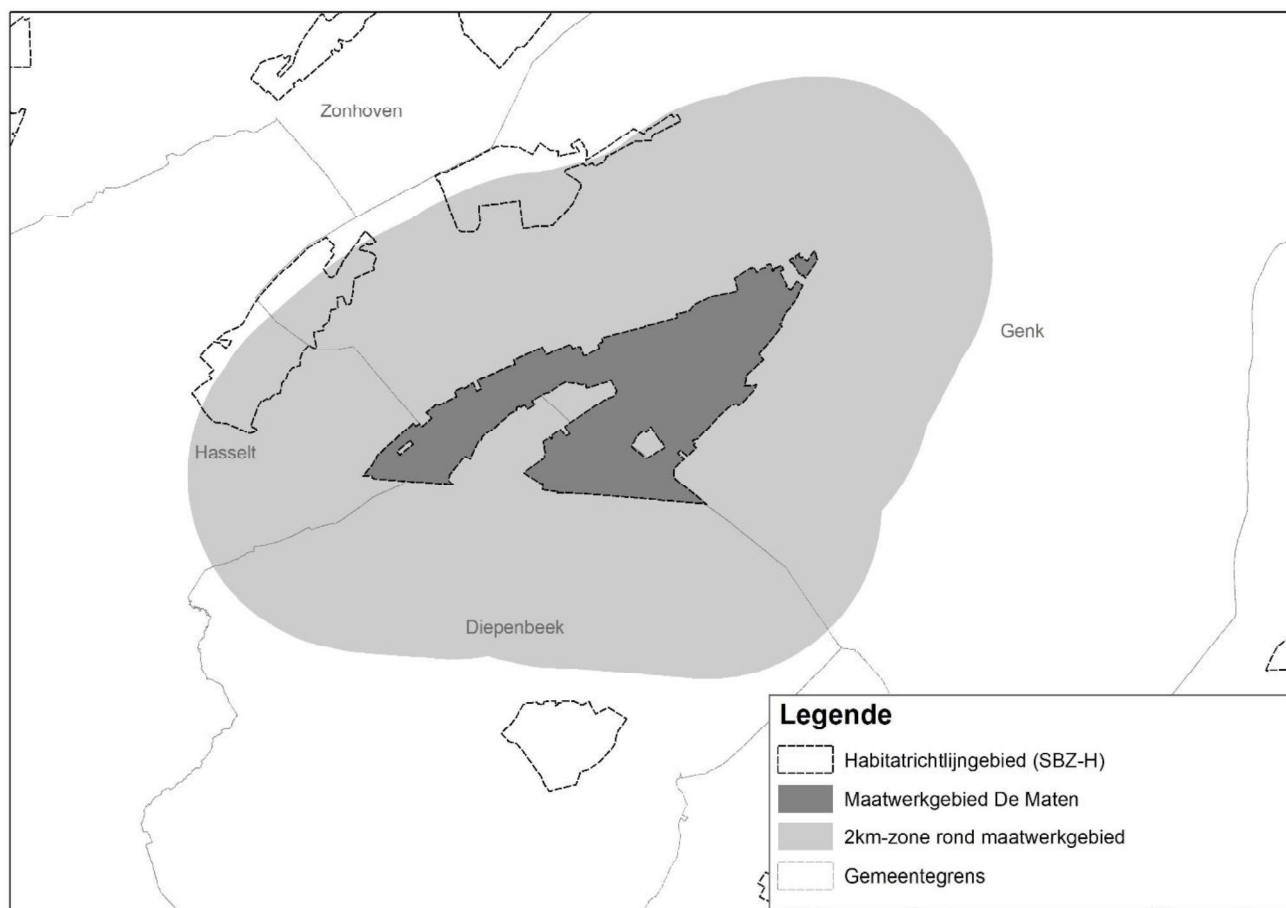 Zonhoven
Genk
Hasselt
Diepenbeek
Legende
Habitatrichtlijngebied (SBZ-H)
Maatwerkgebied De Maten
2km-zone rond maatwerkgebied
Gemeentegrens